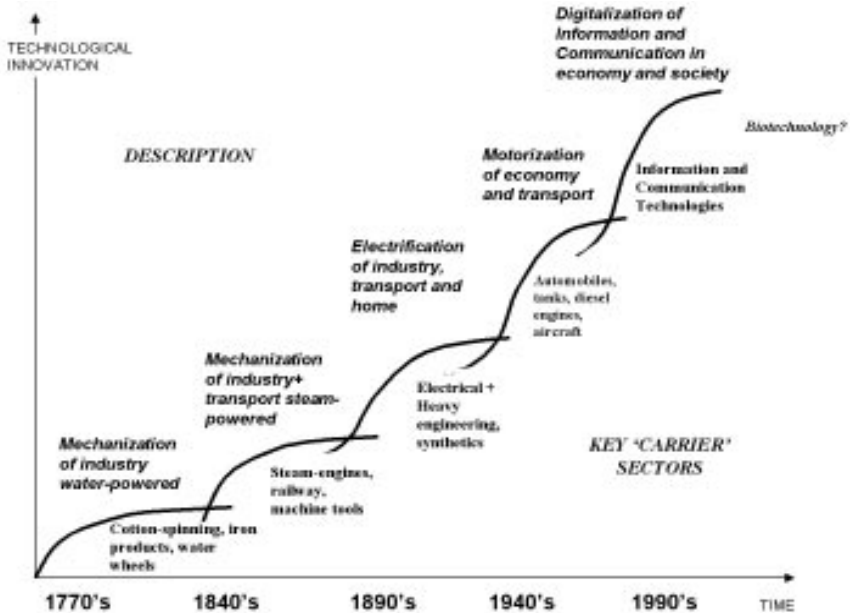 TECHNOLOGICAL
INNOVATION
Digitalization of
Information and
Communication in
economy and society
Biotechnology?
DESCRIPTION
Motorization
of economy
and transport
Information and
Communication
Technologies
Electrification
of industry,
transport and
home
Automobiles,
tanks, diesel
engines,
aircraft
Mechanization
of industry+
transport steam-
powered
Electrical +
Heavy
engineering,
synthetics
KEY 'CARRIER'
SECTORS
Mechanization
of industry
water-powered
Steam-engines,
railway,
machine tools
Cotton-spinning, iron
products, water
wheels
1770's 1840's 1890's 1940's 1990's TIME